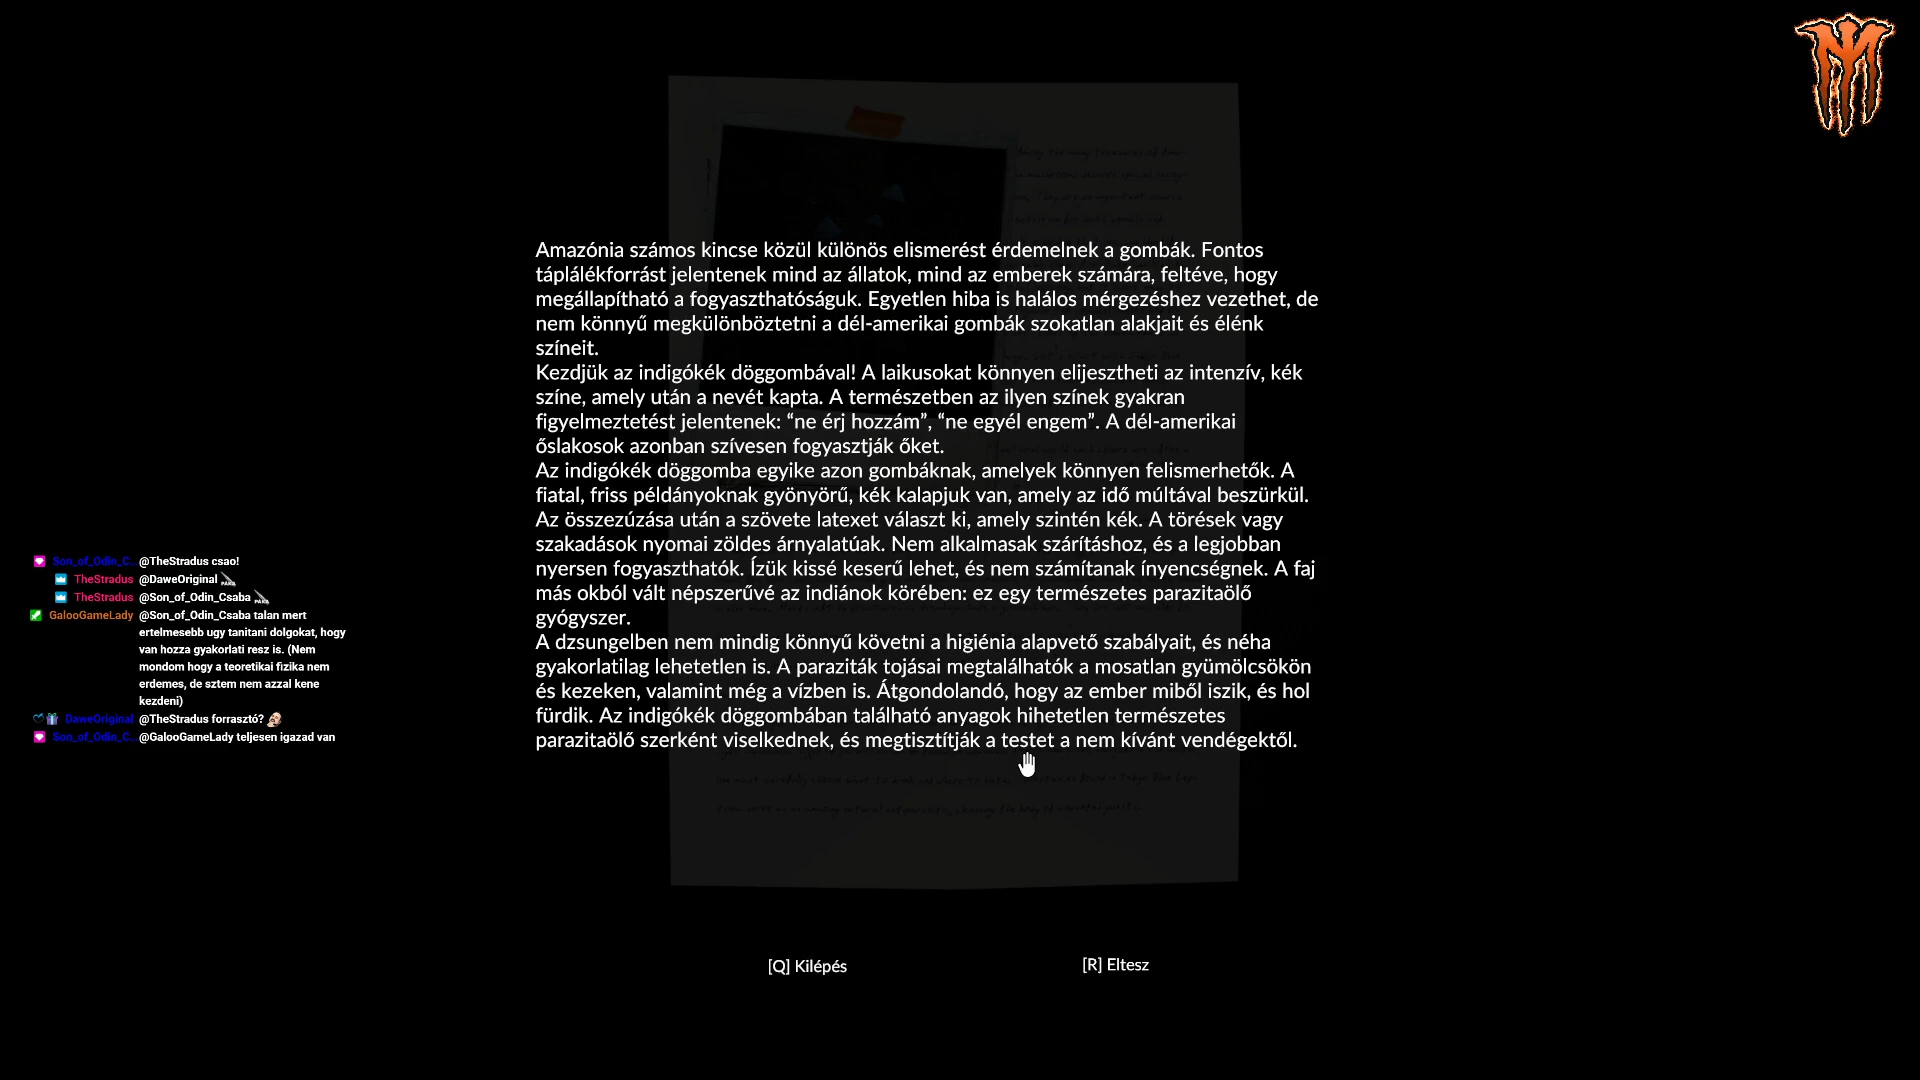 Amazónia számos kincse közül különös elismerést érdemelnek a gombák. Fontos
táplálékforrást jelentenek mind az állatok, mind az emberek számára, feltéve, hogy
megállapítható a fogyaszthatóságuk. Egyetlen hiba is halálos mérgezéshez vezethet, de
nem könnyű megkülönböztetni a dél-amerikai gombák szokatlan alakjait és élénk
színeit.
Kezdjük az indigókék döggombával! A laikusokat könnyen elijesztheti az intenzív, kék
színe, amely után a nevét kapta. A természetben az ilyen színek gyakran
figyelmeztetést jelentenek: “ne érj hozzám”, “ne egyél engem”. A dél-amerikai
őslakosok azonban szívesen fogyasztják őket.
Az indigókék döggomba egyike azon gombáknak, amelyek könnyen felismerhetők. A
fiatal, friss példányoknak gyönyörű, kék kalapjuk van, amely az idő múltával beszürkül.
Az összezúzása után a szövete latexet választ ki, amely szintén kék. A törések vagy
szakadások nyomai zöldes árnyalatúak. Nem alkalmasak szárításhoz, és a legjobban
nyersen fogyaszthatók. Ízük kissé keserű lehet, és nem számítanak ínyencségnek. A faj
más okból vált népszerűvé az indiánok körében: ez egy természetes parazitaölő
gyógyszer.
A dzsungelben nem mindig könnyű követni a higiénia alapvető szabályait, és néha
gyakorlatilag lehetetlen is. A paraziták tojásai megtalálhatók a mosatlan gyümölcsökön
és kezeken, valamint még a vízben is. Átgondolandó, hogy az ember miből iszik, és hol
fürdik. Az indigókék döggombában található anyagok hihetetlen természetes
parazitaölő szerként viselkednek, és megtisztítják a testet a nem kívánt vendégektől.
Son_of_Odin_C... @TheStradus csao!
TheStradus @DaweOriginal
TheStradus @Son_of_Odin_Csaba
GalooGameLady @Son_of_Odin_Csaba talan mert
ertelmesebb ugy tanitani dolgokat, hogy
van hozza gyakorlati resz is. (Nem
mondom hogy a teoretikai fizika nem
erdemes, de sztem nem azzal kene
kezdeni)
DaweOriginal @TheStradus forrasztó?
Son_of_Odin_C... @GalooGameLady teljesen igazad van
[Q] Kilépés
[R] Eltesz